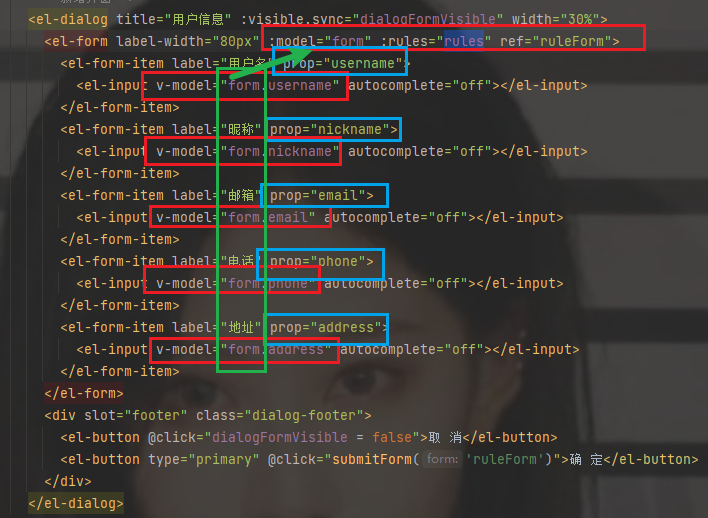 <el-dialog title="用户信息" :visible.sync="dialogFormVisible" width="30%">
<el-form label-width="80px" :model="form" :rules="rules" ref="ruleForm">
<el-form-item label="用户名" prop="username">
<el-input v-model="form.username" autocomplete="off"></el-input>
</el-form-item>
<el-form-item label="昵称" prop="nickname">
<el-input v-model="form.nickname" autocomplete="off"></el-input>
</el-form-item>
<el-form-item label="邮箱" prop="email">
<el-input v-model="form.email" autocomplete="off"></el-input>
</el-form-item>
<el-form-item label="电话" prop="phone">
<el-input v-model="form.phone" autocomplete="off"></el-input>
</el-form-item>
<el-form-item label="地址" prop="address">
<el-input v-model="form.address" autocomplete="off"></el-input>
</el-form-item>
</el-form>
<div slot="footer" class="dialog-footer">
<el-button @click="dialogFormVisible = false">取 消</el-button>
<el-button type="primary" @click="submitForm( form: 'ruleForm')">确 定</el-button>
</div>
</el-dialog>